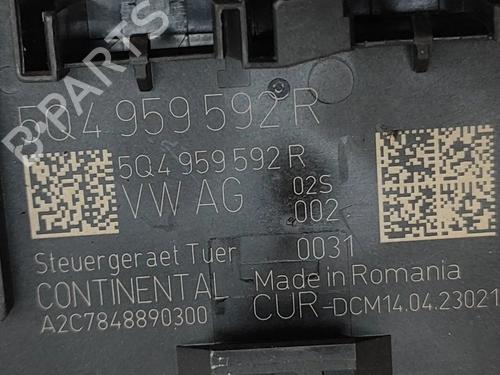 5Q4 959 592 R
B-PARTS
5Q4 959 592 R
VW AG
02S
002
Steuergeraet Tuer
0031
CONTINENTAL
Made in Romania
A2C7848890300
CUR-DCM14.04.23021